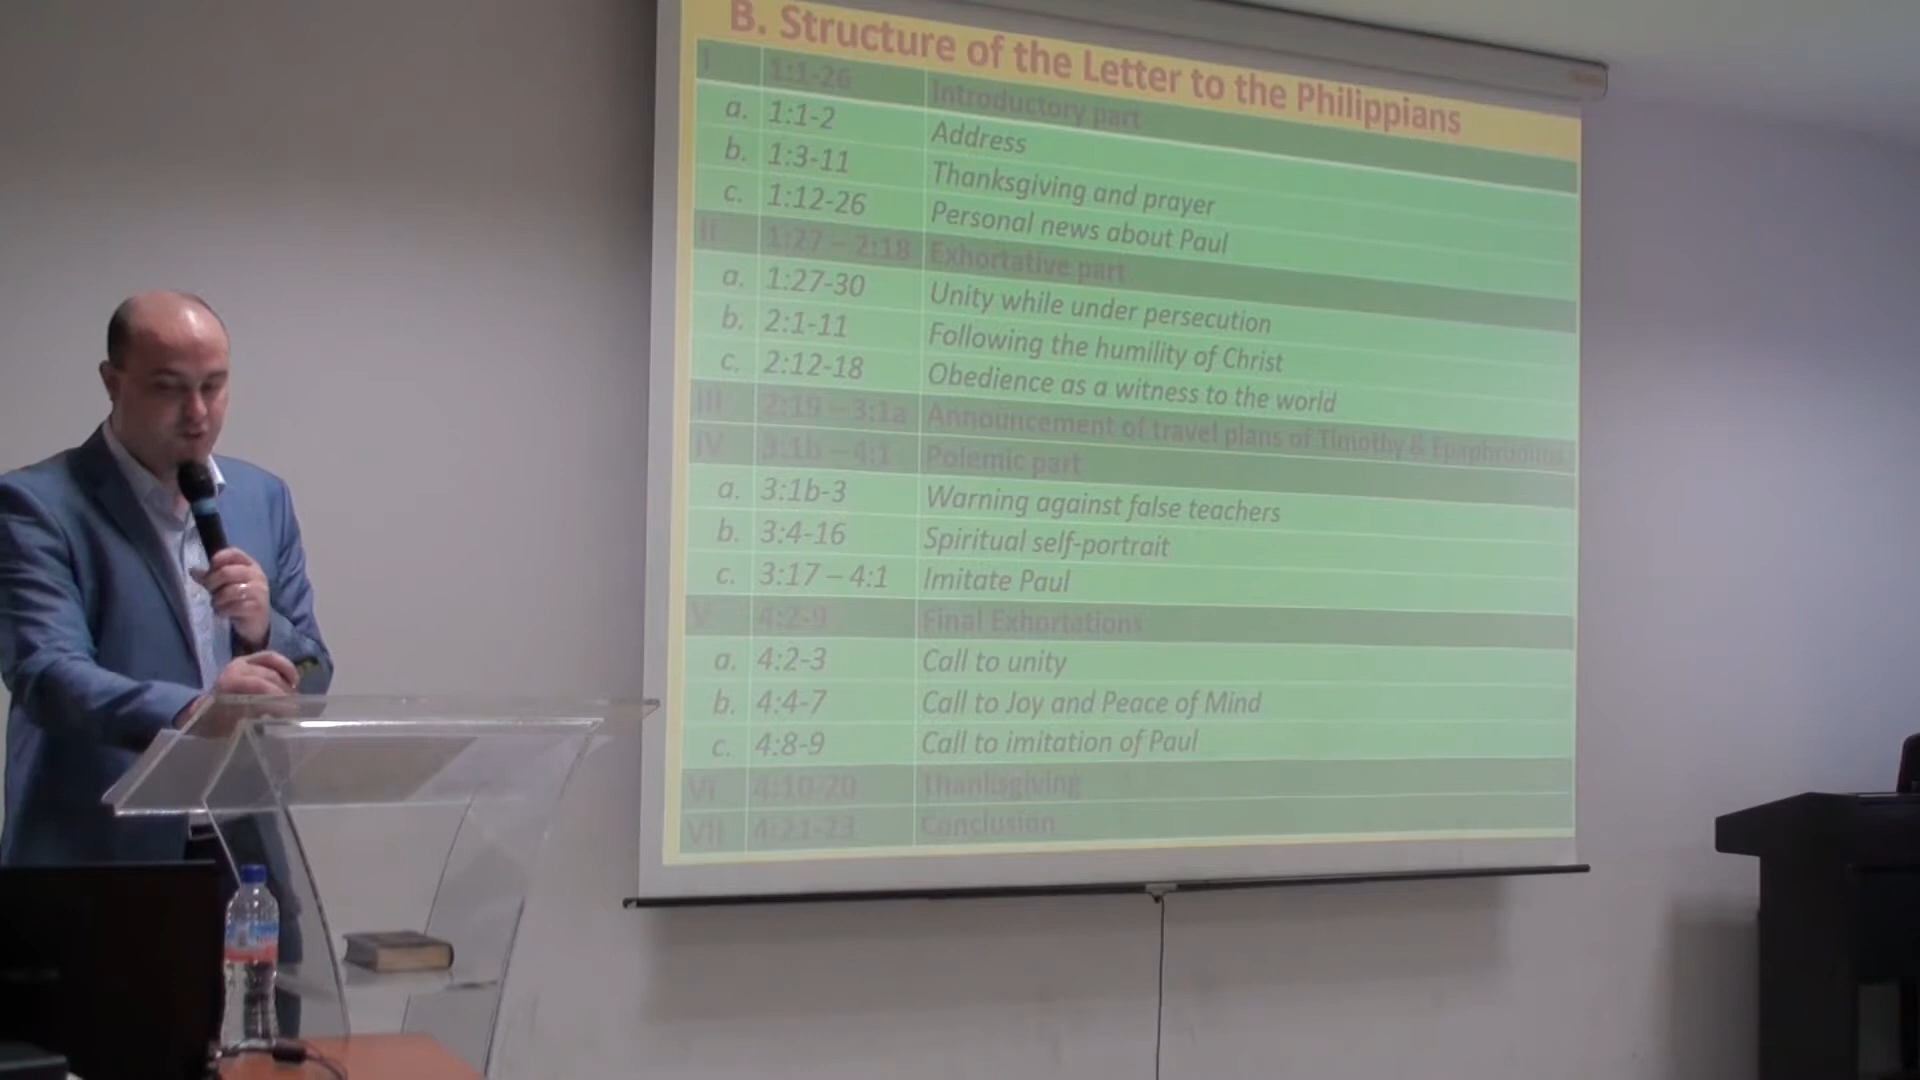 B. Structure of the Letter to the Philippians
I 1:1-26 Introductory part
a. 1:1-2 Address
b. 1:3-11 Thanksgiving and prayer
c. 1:12-26 Personal news about Paul
II 1:27 – 2:18 Exhortative part
a. 1:27-30 Unity while under persecution
b. 2:1-11 Following the humility of Christ
c. 2:12-18 Obedience as a witness to the world
III 2:19 – 3:1a Announcement of travel plans of Timothy & Epaphroditus
IV 3:1b – 4:1 Polemic part
a. 3:1b-3 Warning against false teachers
b. 3:4-16 Spiritual self-portrait
c. 3:17 – 4:1 Imitate Paul
V 4:2-9 Final Exhortations
a. 4:2-3 Call to unity
b. 4:4-7 Call to Joy and Peace of Mind
c. 4:8-9 Call to imitation of Paul
VI 4:10-20 Thanksgiving
VII 4:21-23 Conclusion